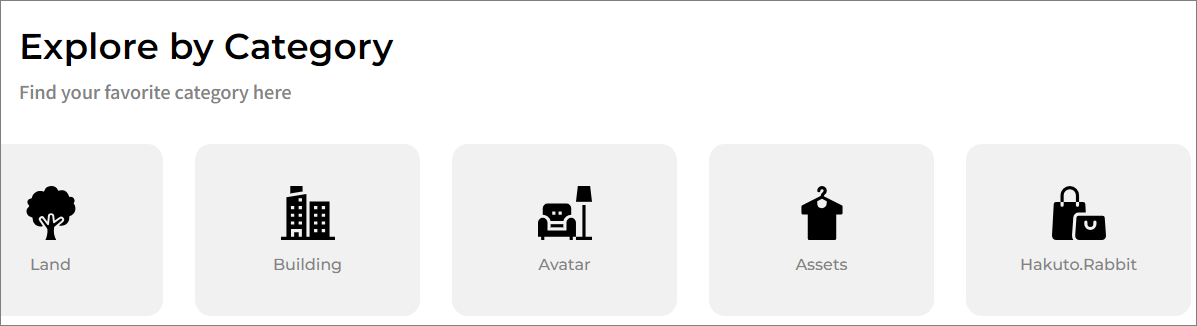 Explore by Category
Find your favorite category here
Land
Building
Avatar
Assets
Hakuto.Rabbit